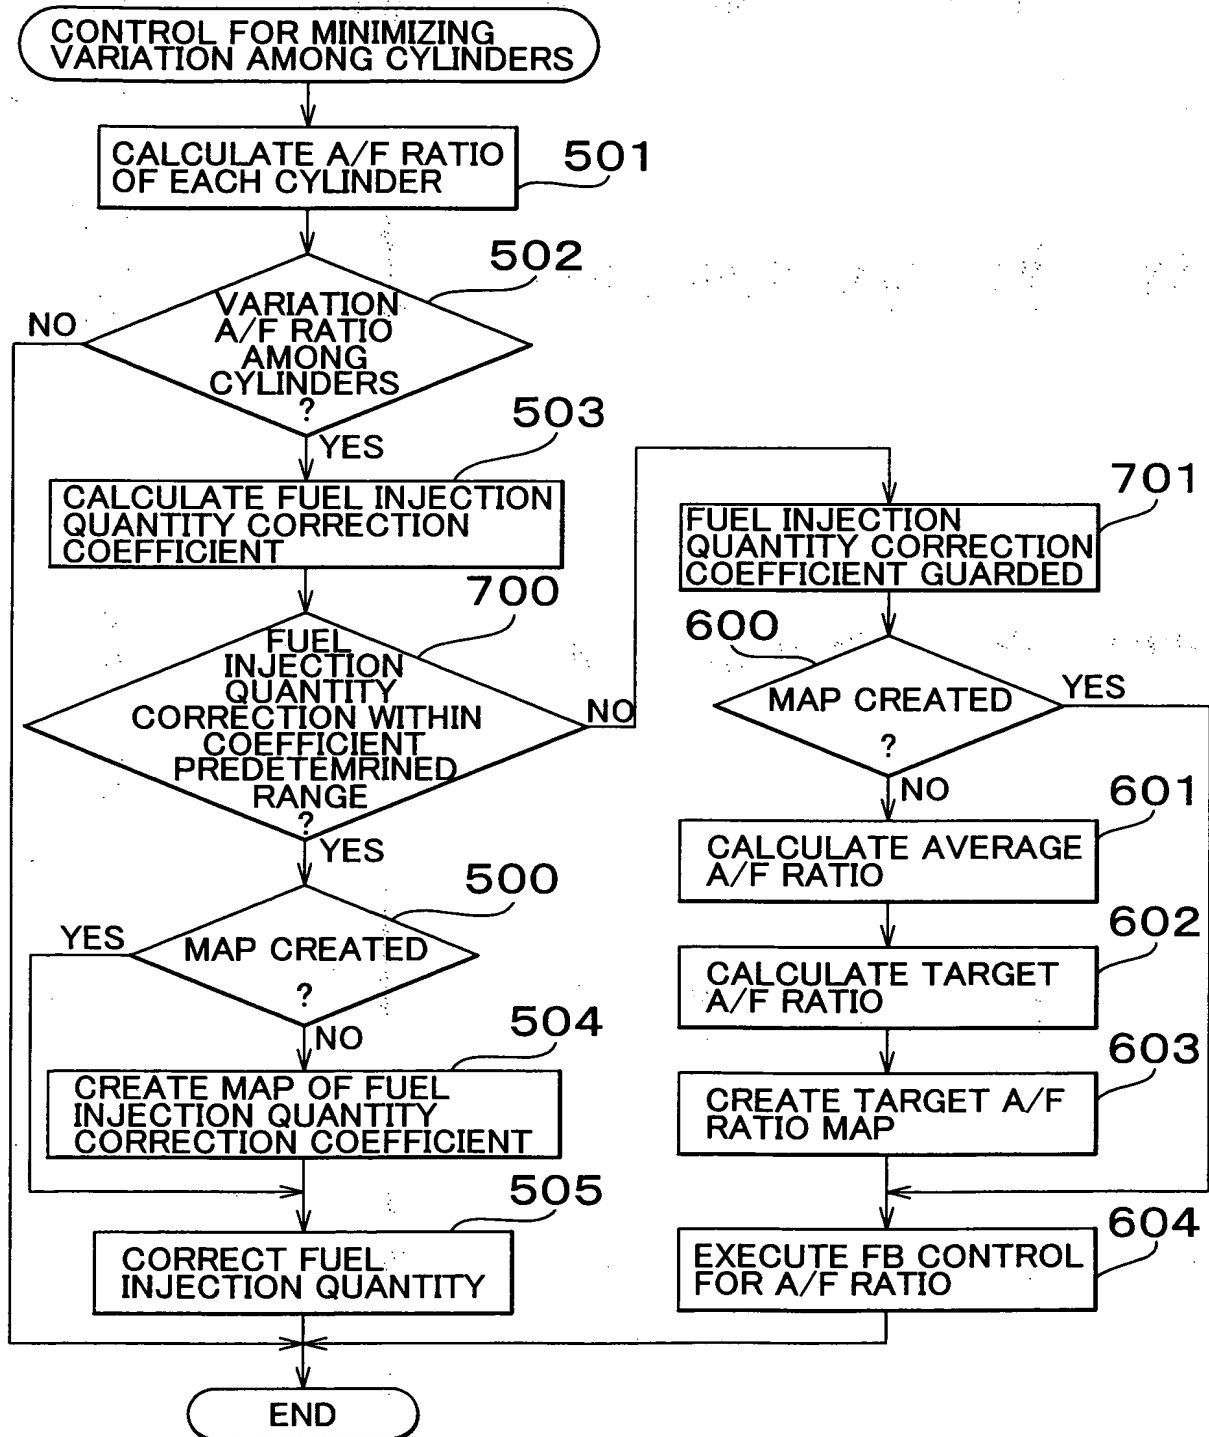 CONTROL FOR MINIMIZING
VARIATION AMONG CYLINDERS
CALCULATE A/F RATIO
OF EACH CYLINDER
501
502
VARIATION
A/F RATIO
AMONG
CYLINDERS
?
NO
YES
503
CALCULATE FUEL INJECTION
QUANTITY CORRECTION
COEFFICIENT
700
FUEL
INJECTION
QUANTITY
CORRECTION WITHIN
COEFFICIENT
PREDETEMRINED
RANGE
?
NO
YES
500
MAP CREATED
?
YES
NO
504
CREATE MAP OF FUEL
INJECTION QUANTITY
CORRECTION COEFFICIENT
505
CORRECT FUEL
INJECTION QUANTITY
701
FUEL INJECTION
QUANTITY CORRECTION
COEFFICIENT GUARDED
600
MAP CREATED
?
YES
NO
601
CALCULATE AVERAGE
A/F RATIO
602
CALCULATE TARGET
A/F RATIO
603
CREATE TARGET A/F
RATIO MAP
604
EXECUTE FB CONTROL
FOR A/F RATIO
END